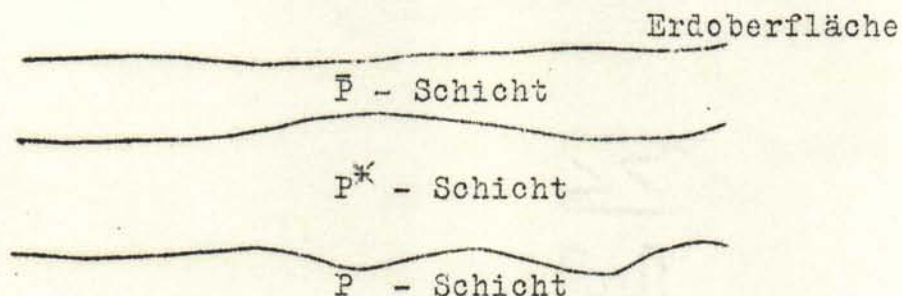 Erdoberfläche
P̄ - Schicht
P* - Schicht
P - Schicht